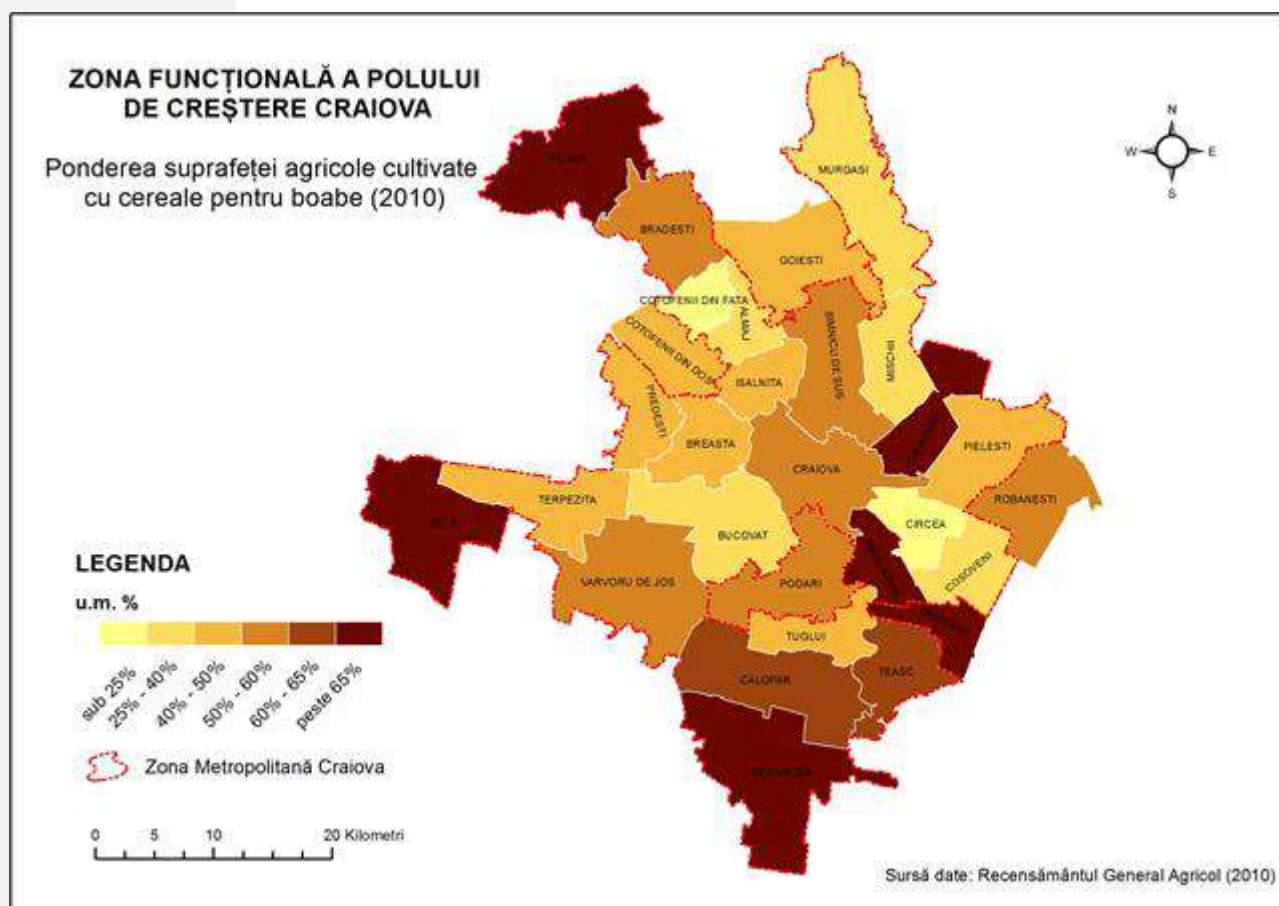 ZONA FUNCȚIONALĂ A POLULUI
DE CREȘTERE CRAIOVA
Ponderea suprafeței agricole cultivate
cu cereale pentru boabe (2010)
N
W
E
S
MURGASI
BRADESTI
GOIESTI
COTOFENII DIN FATA
ALMAJ
COTOFENII DIN DOS
SIMNICU DE SUS
MISCHII
ISALNITA
PREDESTI
BREASTA
PIELESTI
CRAIOVA
ROBANESTI
TERPEZITA
CIRCEA
BUCOVAT
COSOVENI
VARVORU DE JOS
PODARI
TUGLUI
TEASC
CALOPAR
LEGENDA
u.m. %
sub 25%
25% - 40%
40% - 50%
50% - 60%
60% - 65%
peste 65%
Zona Metropolitană Craiova
0 5 10 20 Kilometri
Sursă date: Recensământul General Agricol (2010)